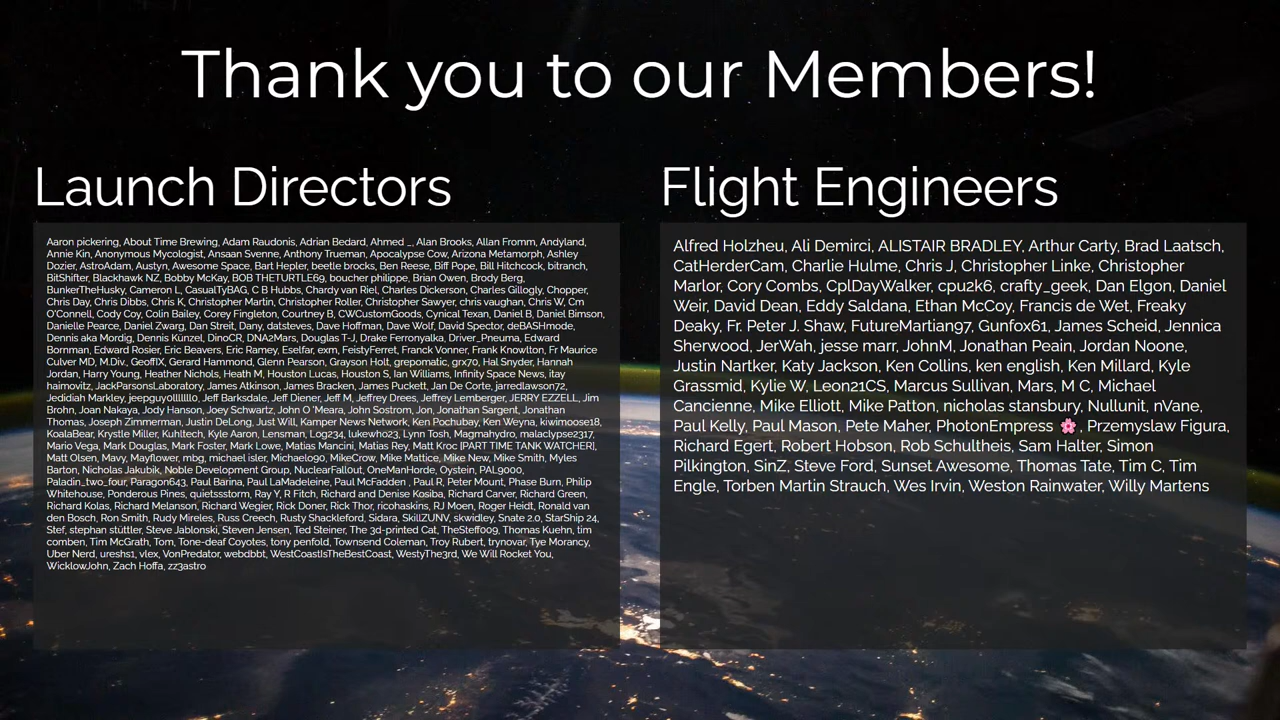 Thank you to our Members!
Launch Directors
Aaron pickering, About Time Brewing, Adam Raudonis, Adrian Bedard, Ahmed _, Alan Brooks, Allan Fromm, Andyland,
Annie Kin, Anonymous Mycologist, Ansaan Svenne, Anthony Trueman, Apocalypse Cow, Arizona Metamorph, Ashley
Dozier, AstroAdam, Austyn, Awesome Space, Bart Hepler, beetle brocks, Ben Reese, Biff Pope, Bill Hitchcock, bitranch,
BitShifter, Blackhawk NZ, Bobby McKay, BOB THETURTLE69, boucher philippe, Brian Owen, Brody Berg,
BunkerTheHusky, Cameron L, CasualTyBAG, C B Hubbs, Chardy van Riel, Charles Dickerson, Charles Gillogly, Chopper,
Chris Day, Chris Dibbs, Chris K, Christopher Martin, Christopher Roller, Christopher Sawyer, chris vaughan, Chris W, Cm
O'Connell, Cody Coy, Colin Bailey, Corey Fington, Courtney B, CWCustomGoods, Cynical Texan, Daniel B, Daniel Bimson,
Danielle Pearce, Daniel Zwarg, Dan Streit, Dany, datsteves, Dave Hoffman, Dave Wolf, David Spector, deBASHmode,
Dennis aka Mordig, Dennis Künzel, DinoCR, DNA2Mars, Douglas T-J, Drake Ferronyalka, Driver_Pneuma, Edward
Bornman, Edward Rosier, Eric Beavers, Eric Ramey, Eselfar, exm, FeistyFerret, Franck Vonner, Frank Knowlton, Fr Maurice
Culver MD, M.Div., GeoffIX, Gerard Hammond, Glenn Pearson, Grayson Holt, grepomatic, grx70, Hal Snyder, Hannah
Jordan, Harry Young, Heather Nichols, Heath M, Houston Lucas, Houston S, Ian Williams, Infinity Space News, itay
haimovitz, JackParsonsLaboratory, James Atkinson, James Bracken, James Puckett, Jan De Corte, jarredlawson72,
Jedidiah Markley, jeepguy0lllllll0, Jeff Barksdale, Jeff Diener, Jeff M, Jeffrey Drees, Jeffrey Lemberger, JERRY EZZELL, Jim
Brohn, Joan Nakaya, Jody Hanson, Joey Schwartz, John O 'Meara, John Sostrom, Jon, Jonathan Sargent, Jonathan
Thomas, Joseph Zimmerman, Justin DeLong, Just Will, Kamper News Network, Ken Pochubay, Ken Weyna, kiwimoose18,
KoalaBear, Krystle Miller, Kuhltech, Kyle Aaron, Lensman, Log234, lukewho23, Lynn Tosh, Magmahydro, malaclypse2317,
Mario Vega, Mark Douglas, Mark Foster, Mark Lowe, Matias Mancini, Matias Rey, Matt Kroc [PART TIME TANK WATCHER],
Matt Olsen, Mavy, Mayflower, mbg, michael isler, Michael090, MikeCrow, Mike Mattice, Mike New, Mike Smith, Myles
Barton, Nicholas Jakubik, Noble Development Group, NuclearFallout, OneManHorde, Oystein, PAL9000,
Paladin_two_four, Paragon643, Paul Barina, Paul LaMadeleine, Paul McFadden , Paul R, Peter Mount, Phase Burn, Philip
Whitehouse, Ponderous Pines, quietssstorm, Ray Y, R Fitch, Richard and Denise Kosiba, Richard Carver, Richard Green,
Richard Kolas, Richard Melanson, Richard Wegier, Rick Doner, Rick Thor, ricohaskins, RJ Moen, Roger Heidt, Ronald van
den Bosch, Ron Smith, Rudy Mireles, Russ Creech, Rusty Shackleford, Sidara, SkillZUNV, skwidley, Snate 2.0, StarShip 24,
Stef, stephan stüttler, Steve Jablonski, Steven Jensen, Ted Steiner, The 3d-printed Cat, TheSteff009, Thomas Kuehn, tim
comben, Tim McGrath, Tom, Tone-deaf Coyotes, tony penfold, Townsend Coleman, Troy Rubert, trynovar, Tye Morancy,
Uber Nerd, ureshs1, vlex, VonPredator, webdbbt, WestCoastIsTheBestCoast, WestyThe3rd, We Will Rocket You,
WicklowJohn, Zach Hoffa, zz3astro
Flight Engineers
Alfred Holzheu, Ali Demirci, ALISTAIR BRADLEY, Arthur Carty, Brad Laatsch,
CatHerderCam, Charlie Hulme, Chris J, Christopher Linke, Christopher
Marlor, Cory Combs, CplDayWalker, cpu2k6, crafty_geek, Dan Elgon, Daniel
Weir, David Dean, Eddy Saldana, Ethan McCoy, Francis de Wet, Freaky
Deaky, Fr. Peter J. Shaw, FutureMartian97, Gunfox61, James Scheid, Jennica
Sherwood, JerWah, jesse marr, JohnM, Jonathan Peain, Jordan Noone,
Justin Nartker, Katy Jackson, Ken Collins, ken english, Ken Millard, Kyle
Grassmid, Kylie W, Leon21CS, Marcus Sullivan, Mars, M C, Michael
Cancienne, Mike Elliott, Mike Patton, nicholas stansbury, Nullunit, nVane,
Paul Kelly, Paul Mason, Pete Maher, PhotonEmpress 🌸 , Przemyslaw Figura,
Richard Egert, Robert Hobson, Rob Schultheis, Sam Halter, Simon
Pilkington, SinZ, Steve Ford, Sunset Awesome, Thomas Tate, Tim C, Tim
Engle, Torben Martin Strauch, Wes Irvin, Weston Rainwater, Willy Martens